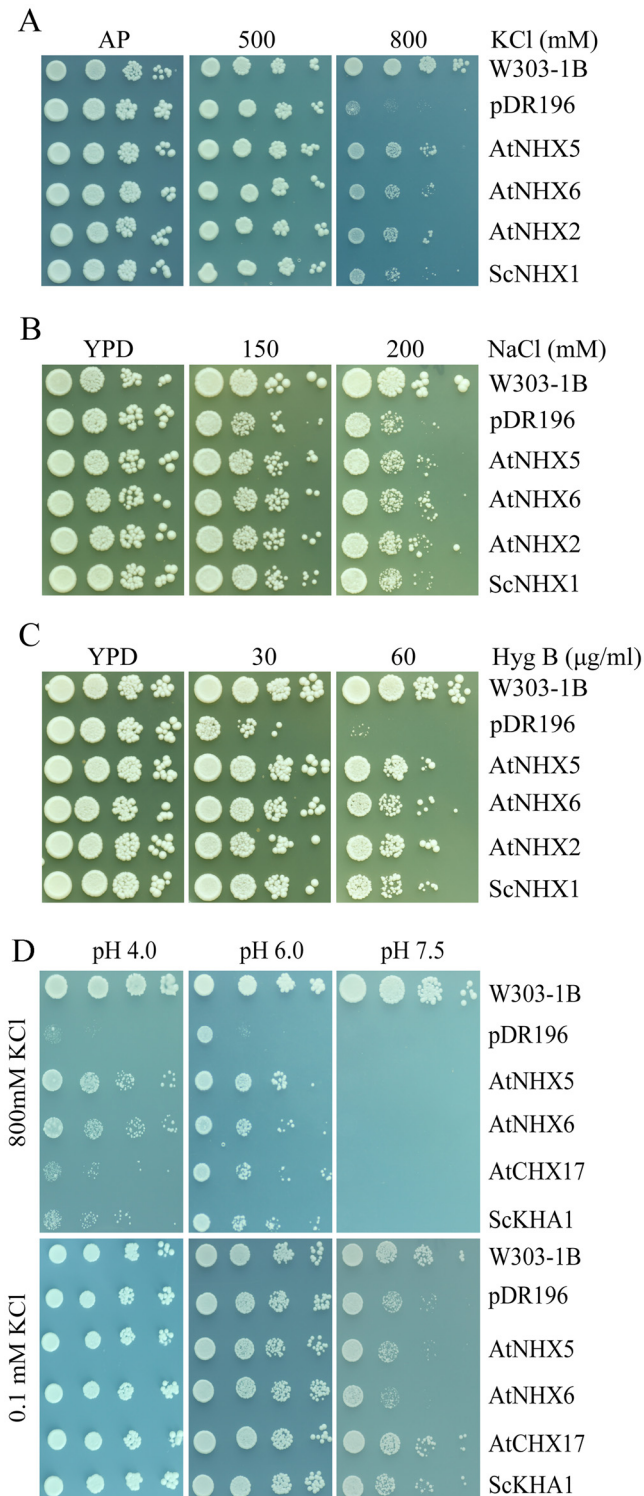 A
AP 500 800 KCl (mM)
W303-1B
pDR196
AtNHX5
AtNHX6
AtNHX2
ScNHX1
B
YPD 150 200 NaCl (mM)
W303-1B
pDR196
AtNHX5
AtNHX6
AtNHX2
ScNHX1
C
YPD 30 60 Hyg B (μg/ml)
W303-1B
pDR196
AtNHX5
AtNHX6
AtNHX2
ScNHX1
D
pH 4.0 pH 6.0 pH 7.5
800mM KCl
W303-1B
pDR196
AtNHX5
AtNHX6
AtCHX17
ScKHA1
0.1 mM KCl
W303-1B
pDR196
AtNHX5
AtNHX6
AtCHX17
ScKHA1